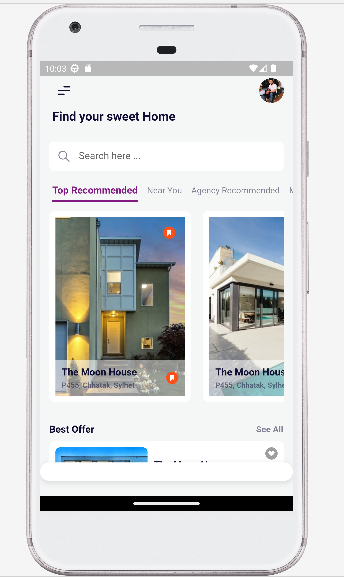 10:03
Find your sweet Home
Search here ...
Top Recommended Near You Agency Recommended M
The Moon House
P455, Chhatak, Sylhet
The Moon Hous
P455, Chhatak, Sylhe
Best Offer See All